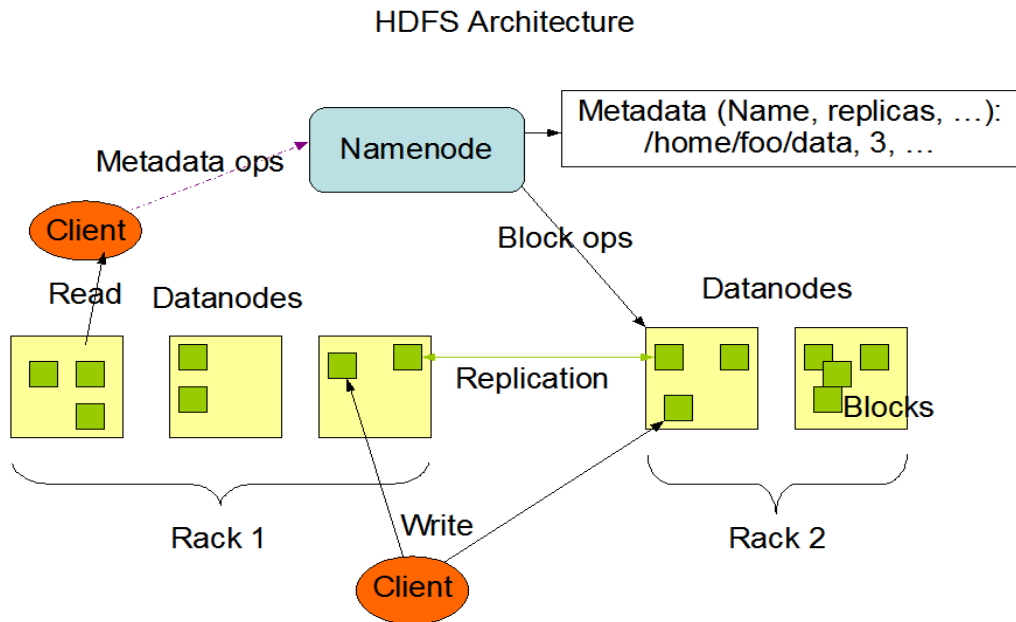 HDFS Architecture
Metadata (Name, replicas, …):
/home/foo/data, 3, …
Namenode
Metadata ops
Client
Block ops
Read
Datanodes
Datanodes
Replication
Blocks
Rack 1
Write
Rack 2
Client